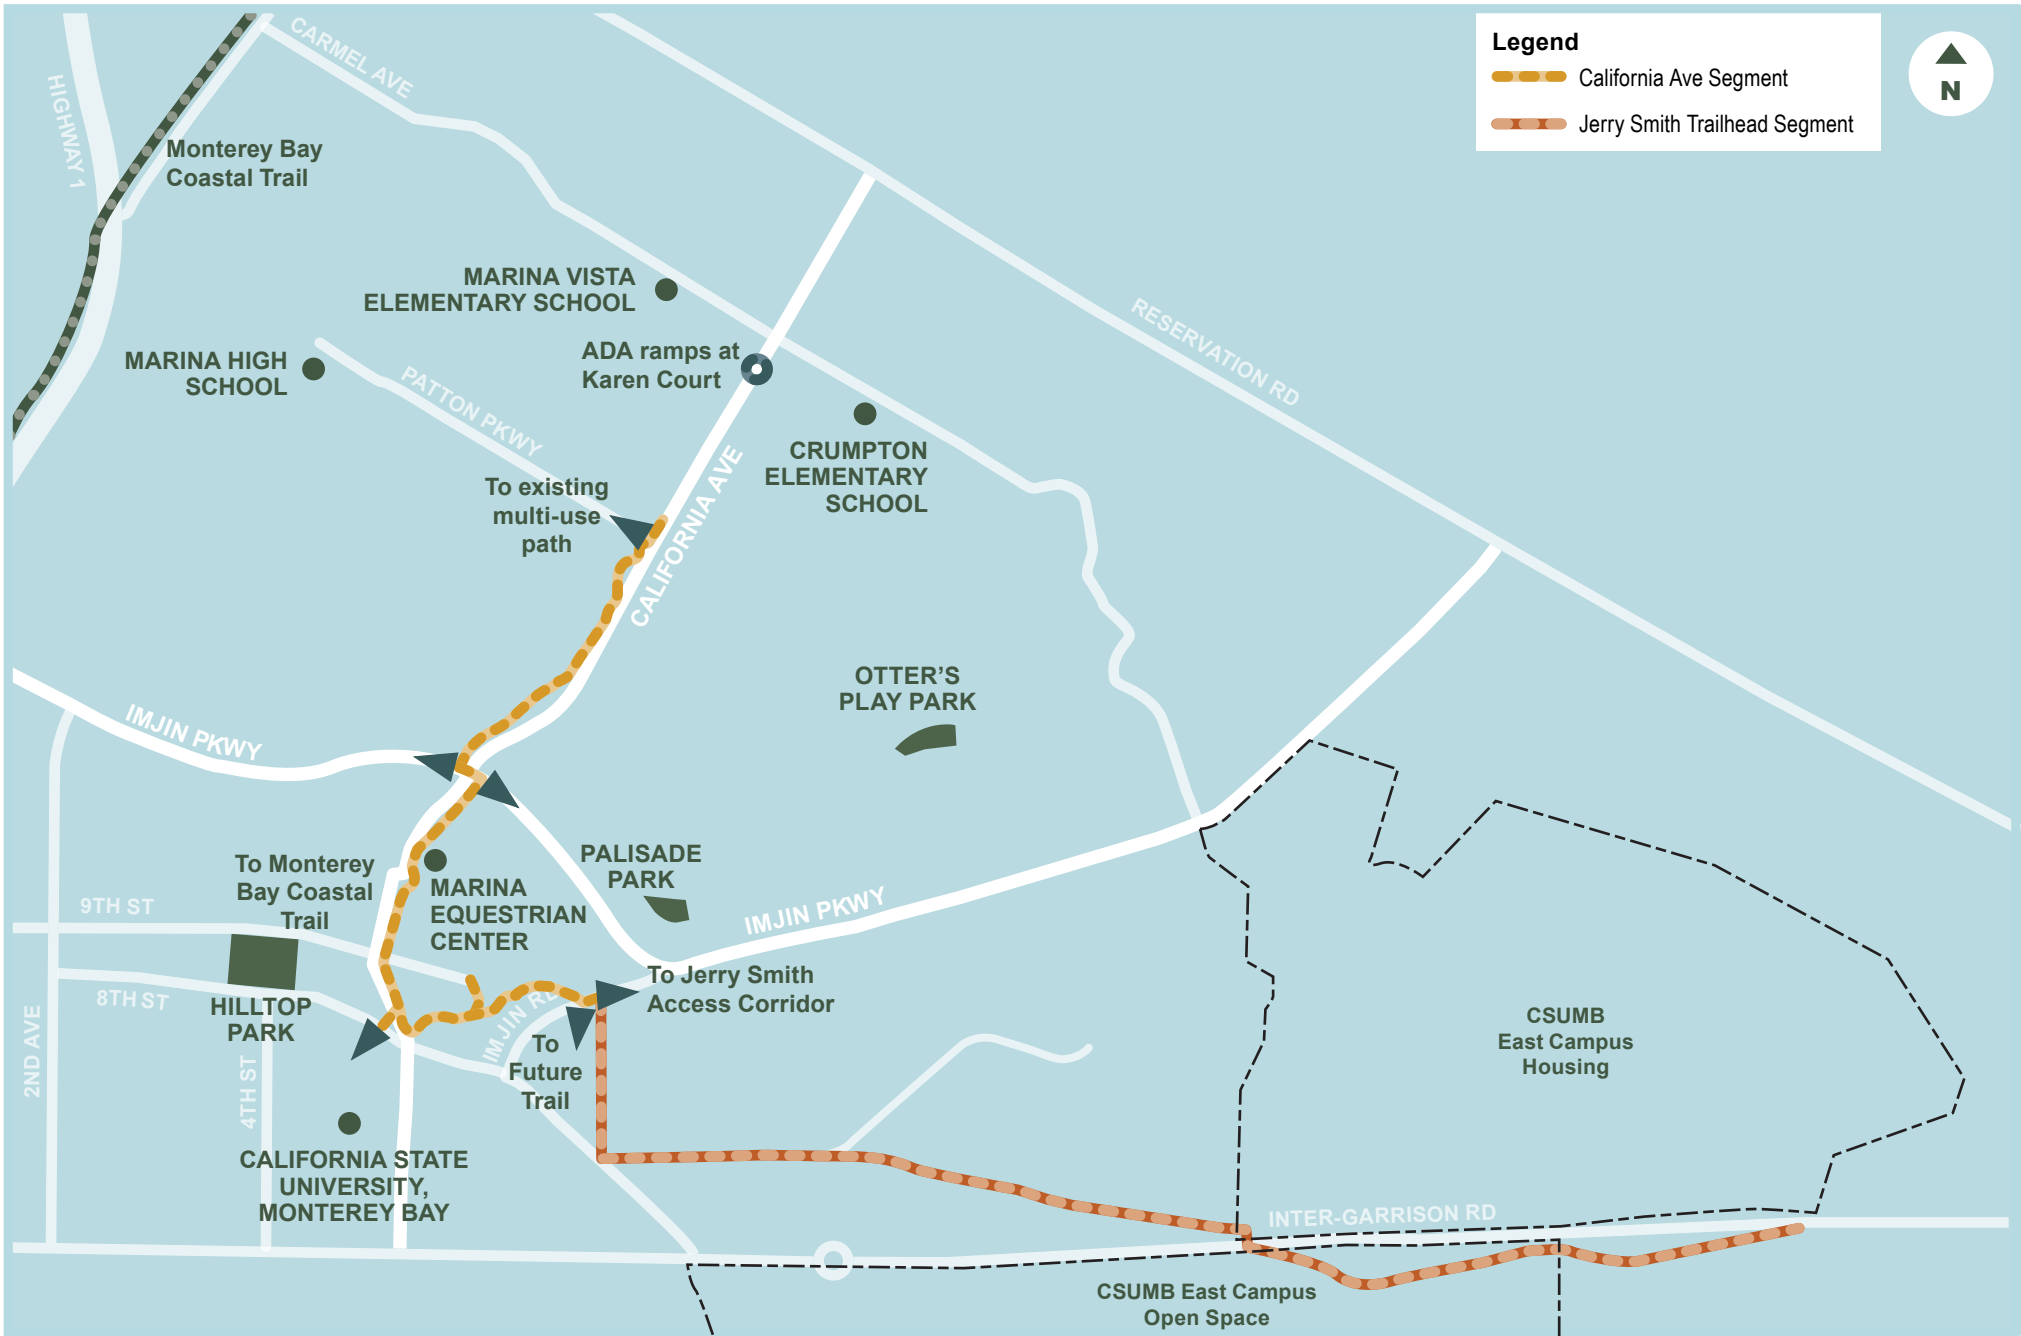 Legend
California Ave Segment
Jerry Smith Trailhead Segment
N
CARMEL AVE
HIGHWAY 1
Monterey Bay
Coastal Trail
MARINA VISTA
ELEMENTARY SCHOOL
RESERVATION RD
MARINA HIGH
SCHOOL
ADA ramps at
Karen Court
PATTON PKWY
CRUMPTON
ELEMENTARY
SCHOOL
To existing
multi-use
path
CALIFORNIA AVE
OTTER'S
PLAY PARK
IMJIN PKWY
PALISADE
PARK
To Monterey
Bay Coastal
Trail
MARINA
EQUESTRIAN
CENTER
IMJIN PKWY
9TH ST
8TH ST
HILLTOP
PARK
To Jerry Smith
Access Corridor
IMJIN RD
To
Future
Trail
2ND AVE
4TH ST
CSUMB
East Campus
Housing
CALIFORNIA STATE
UNIVERSITY,
MONTEREY BAY
INTER-GARRISON RD
CSUMB East Campus
Open Space